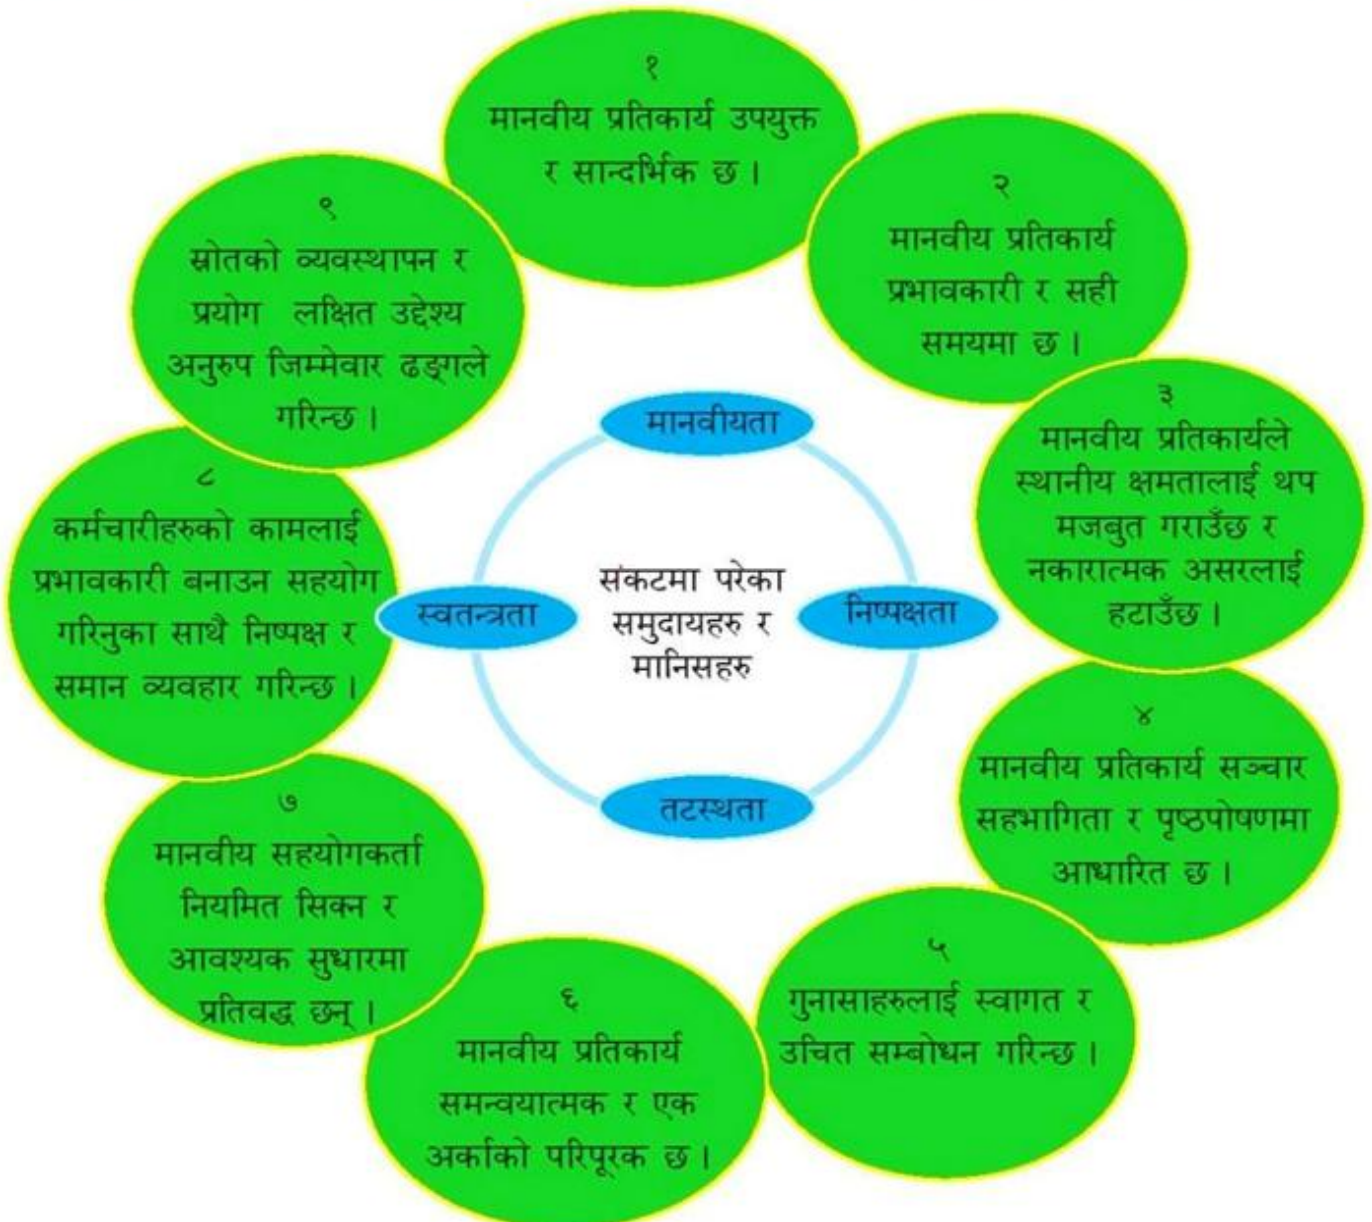 १
मानवीय प्रतिकार्य उपयुक्त
र सान्दर्भिक छ ।
२
मानवीय प्रतिकार्य
प्रभावकारी र सही
समयमा छ ।
३
मानवीय प्रतिकार्यले
स्थानीय क्षमतालाई थप
मजबुत गराउँछ र
नकारात्मक असरलाई
हटाउँछ ।
४
मानवीय प्रतिकार्य सञ्चार
सहभागिता र पृष्ठपोषणमा
आधारित छ ।
५
गुनासाहरुलाई स्वागत र
उचित सम्बोधन गरिन्छ ।
६
मानवीय प्रतिकार्य
समन्वयात्मक र एक
अर्काको परिपूरक छ ।
७
मानवीय सहयोगकर्ता
नियमित सिक्न र
आवश्यक सुधारमा
प्रतिवद्ध छन् ।
८
कर्मचारीहरुको कामलाई
प्रभावकारी बनाउन सहयोग
गरिनुका साथै निष्पक्ष र
समान व्यवहार गरिन्छ ।
९
स्रोतको व्यवस्थापन र
प्रयोग लक्षित उद्देश्य
अनुरुप जिम्मेवार ढङ्गले
गरिन्छ ।
मानवीयता
निष्पक्षता
तटस्थता
स्वतन्त्रता
संकटमा परेका
समुदायहरु र
मानिसहरु